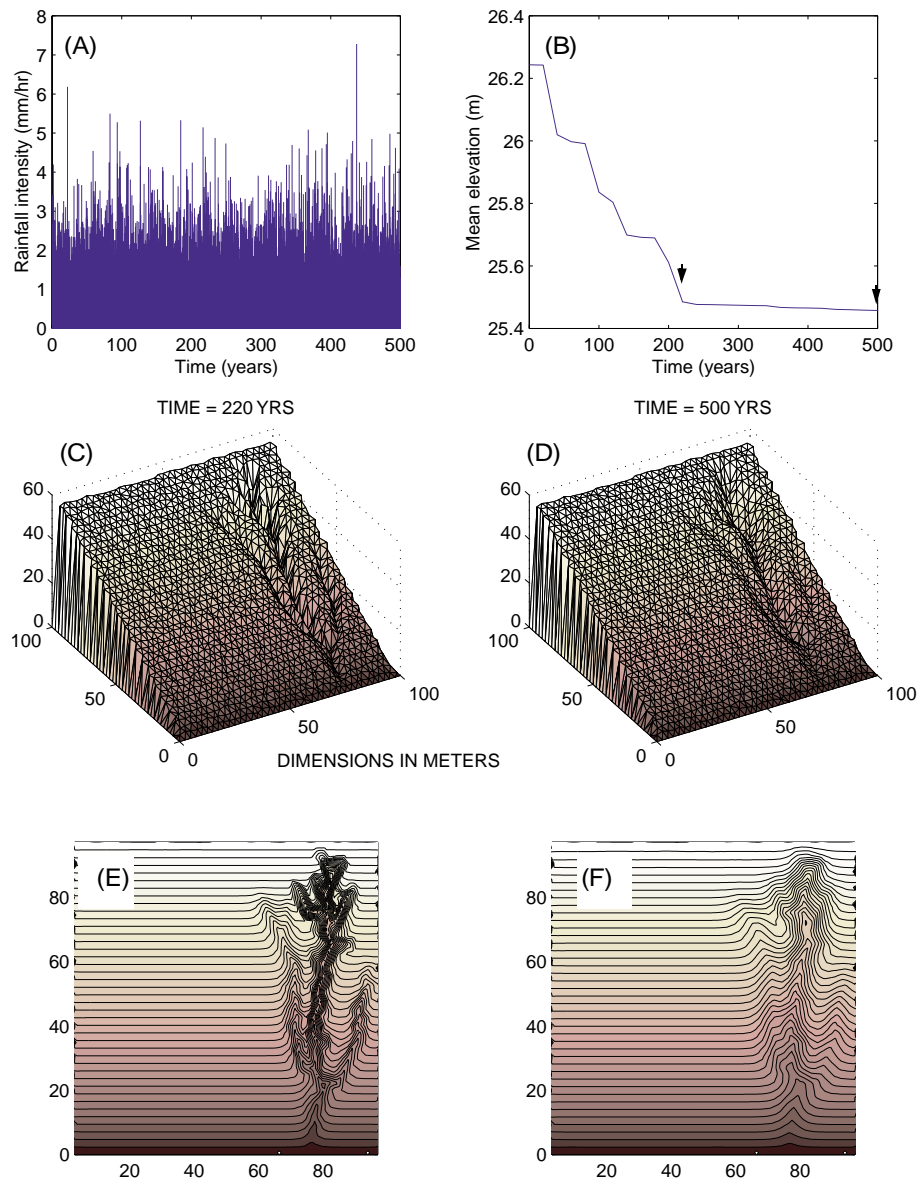 (A)
Rainfall intensity (mm/hr)
8
7
6
5
4
3
2
1
0
0 100 200 300 400 500
Time (years)
(B)
Mean elevation (m)
26.4
26.2
26
25.8
25.6
25.4
0 100 200 300 400 500
Time (years)
TIME = 220 YRS
(C)
60
40
20
0
100
50
0
0
50
100
TIME = 500 YRS
(D)
60
40
20
0
100
50
0
0
50
100
DIMENSIONS IN METERS
(E)
80
60
40
20
0
20 40 60 80
(F)
80
60
40
20
0
20 40 60 80